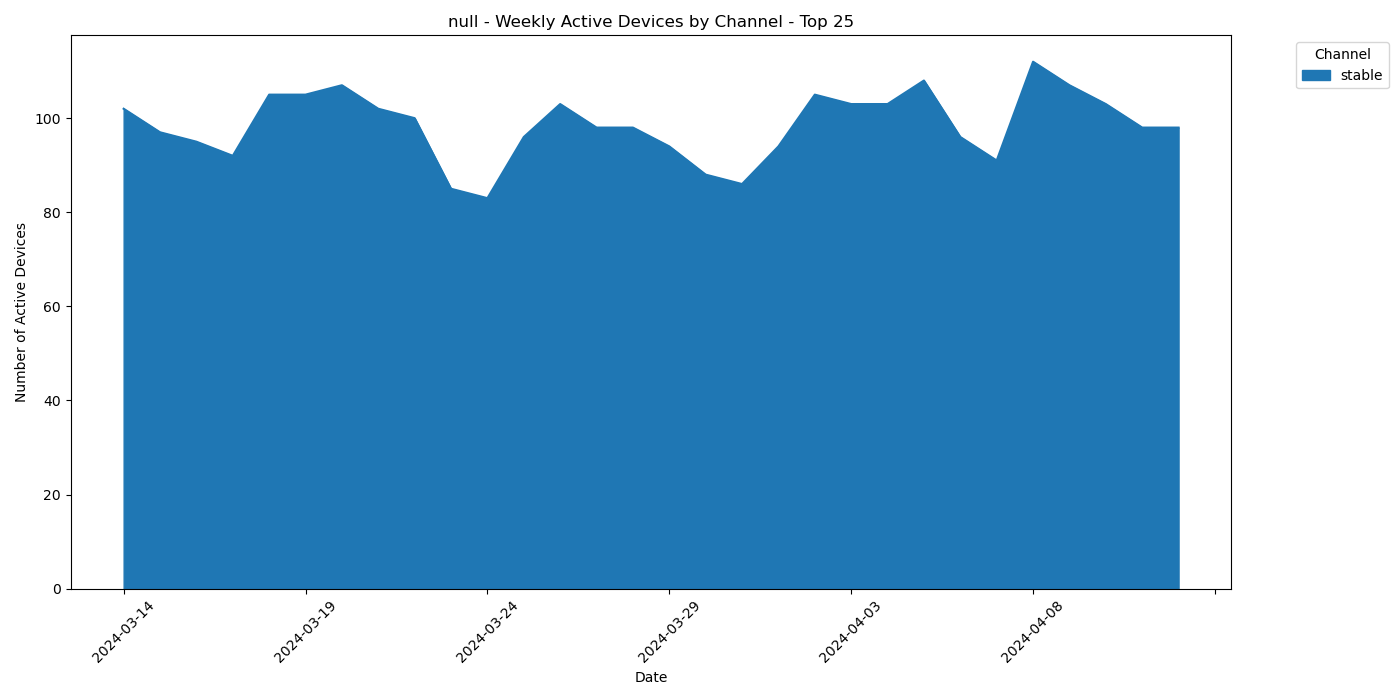 null - Weekly Active Devices by Channel - Top 25
Channel
stable
Number of Active Devices
100
80
60
40
20
0
2024-03-14
2024-03-19
2024-03-24
2024-03-29
2024-04-03
2024-04-08
Date